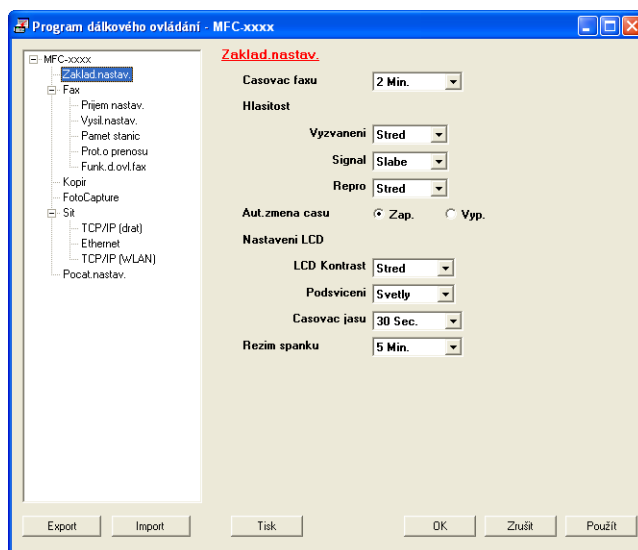 Program dálkového ovládání - MFC-xxxx
MFC-xxxx
Zaklad.nastav.
Fax
Prijem nastav.
Vysil.nastav.
Pamet stanic
Prot.o prenosu
Funk.d.ovl.fax
Kopir
FotoCapture
Sit
TCP/IP (drat)
Ethernet
TCP/IP (WLAN)
Pocat.nastav.
Zaklad.nastav.
Casovac faxu 2 Min.
Hlasitost
Vyzvaneni Stred
Signal Slabe
Repro Stred
Aut.zmena casu Zap. Vyp.
Nastaveni LCD
LCD Kontrast Stred
Podsviceni Svetly
Casovac jasu 30 Sec.
Rezim spanku 5 Min.
Export Import Tisk OK Zrušit Použít